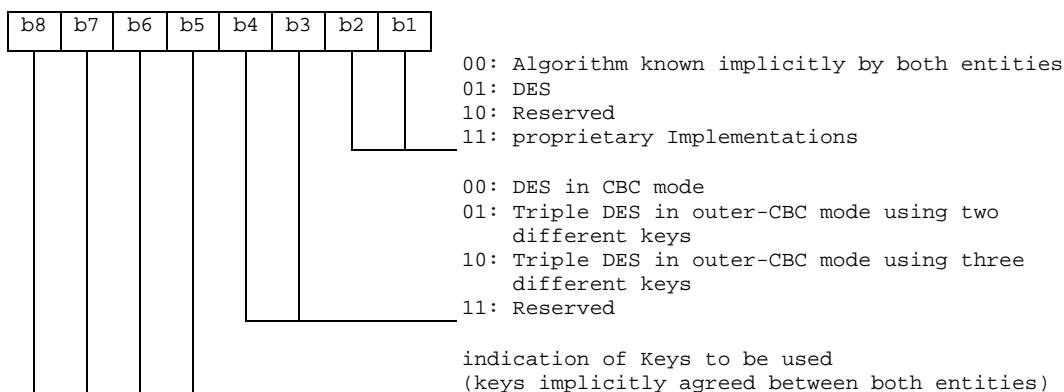 b8 b7 b6 b5 b4 b3 b2 b1
00: Algorithm known implicitly by both entities
01: DES
10: Reserved
11: proprietary Implementations
00: DES in CBC mode
01: Triple DES in outer-CBC mode using two
different keys
10: Triple DES in outer-CBC mode using three
different keys
11: Reserved
indication of Keys to be used
(keys implicitly agreed between both entities)